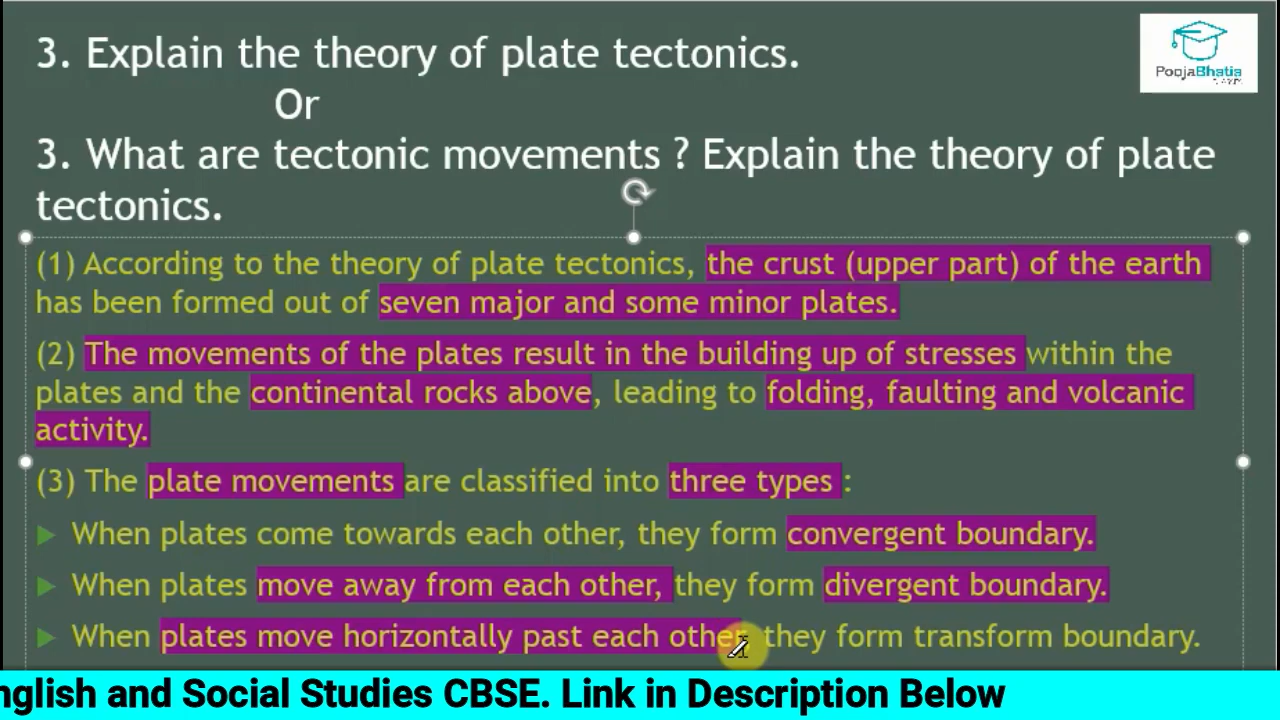 3. Explain the theory of plate tectonics.
PoojaBhatia
Or
3. What are tectonic movements ? Explain the theory of plate
tectonics.
(1) According to the theory of plate tectonics, the crust (upper part) of the earth
has been formed out of seven major and some minor plates.
(2) The movements of the plates result in the building up of stresses within the
plates and the continental rocks above, leading to folding, faulting and volcanic
activity.
(3) The plate movements are classified into three types :
When plates come towards each other, they form convergent boundary.
When plates move away from each other, they form divergent boundary.
When plates move horizontally past each other, they form transform boundary.
nglish and Social Studies CBSE. Link in Description Below